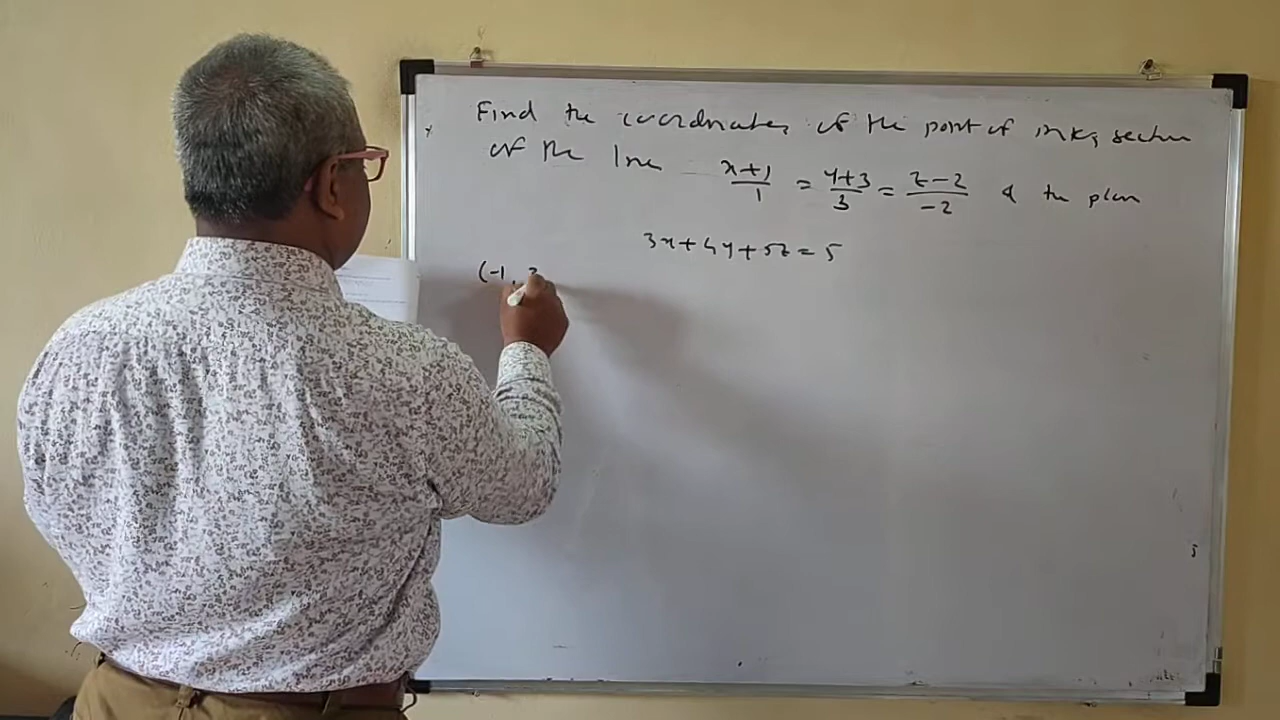 Find the coordinates of the point of intersection
of the line (x+1)/1 = (y+3)/3 = (z-2)/-2 & the plan
3x+4y+5z=5
(-1, 3